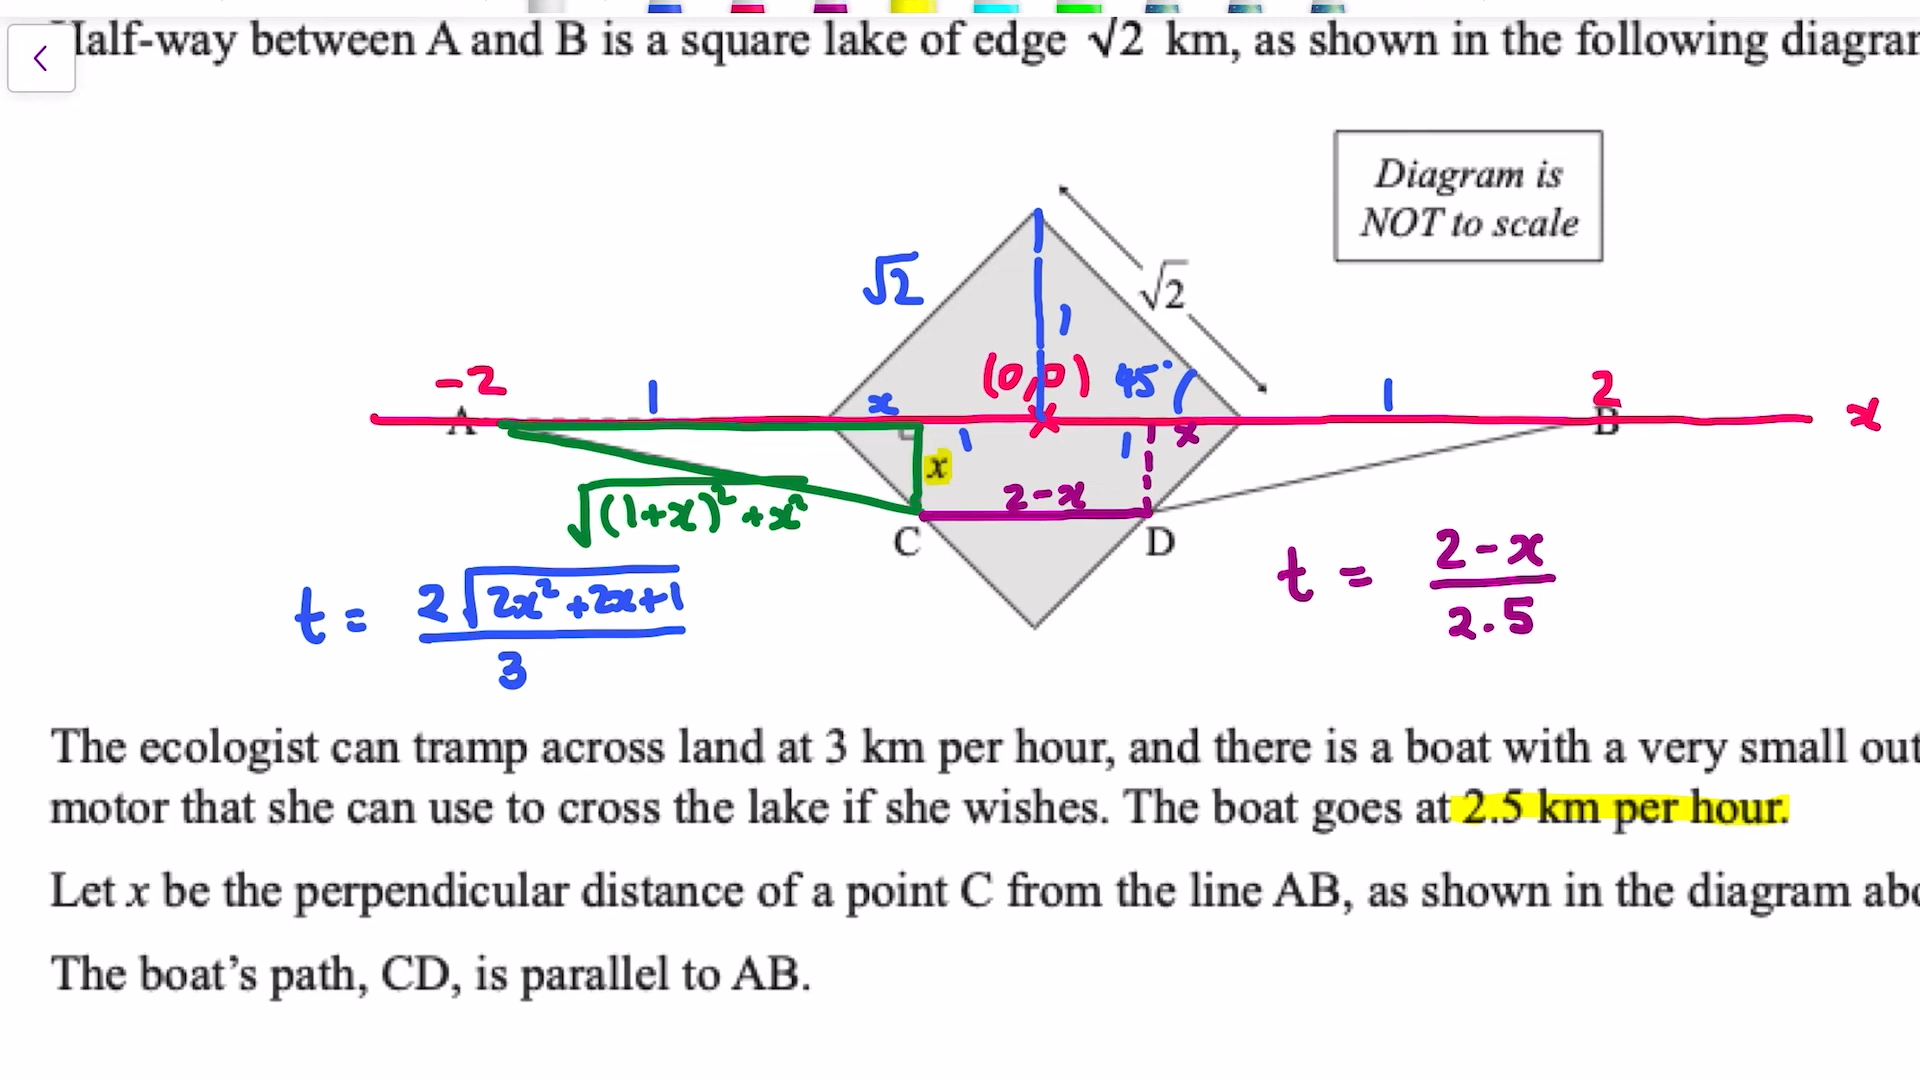 Half-way between A and B is a square lake of edge √2 km, as shown in the following diagram
Diagram is
NOT to scale
√2
√2
1
(0,0)
45°
-2
1
x
1
2
x
A
B
1
1
x
x
√(1+x)²+x²
2-x
C
D
t = 2√2x²+2x+1 / 3
t = 2-x / 2.5
The ecologist can tramp across land at 3 km per hour, and there is a boat with a very small out
motor that she can use to cross the lake if she wishes. The boat goes at 2.5 km per hour.
Let x be the perpendicular distance of a point C from the line AB, as shown in the diagram abo
The boat’s path, CD, is parallel to AB.